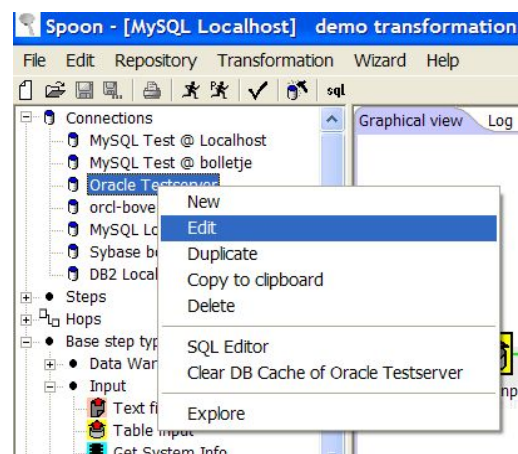 Spoon - [MySQL Localhost] demo transformation
File Edit Repository Transformation Wizard Help
sql
Connections
Graphical view Log
MySQL Test @ Localhost
MySQL Test @ bolletje
Oracle Testserver
New
orcl-bove
Edit
MySQL Lo
Sybase b
Duplicate
DB2 Local
Copy to clipboard
Steps
Delete
Hops
Base step typ
SQL Editor
Data War
Clear DB Cache of Oracle Testserver
Input
Text fi
Explore
Table Input
Get System Info